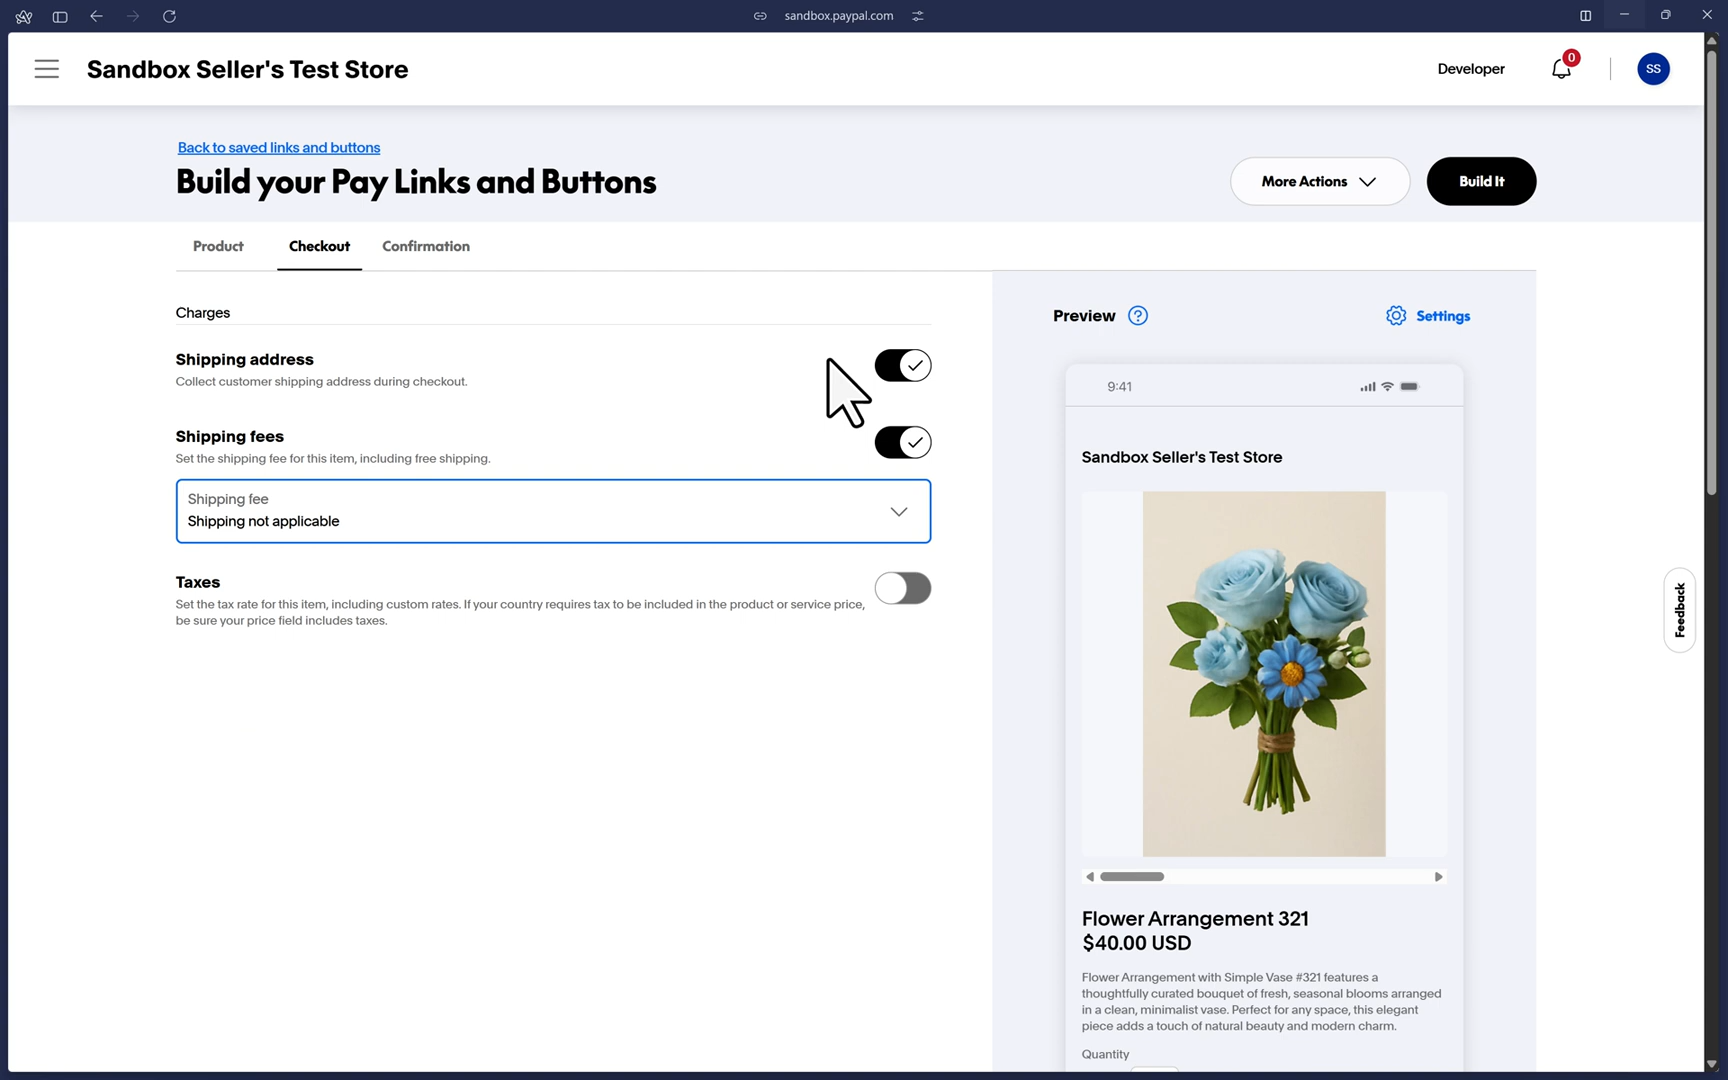 sandbox.paypal.com
Sandbox Seller's Test Store
Developer
0
SS
Back to saved links and buttons
Build your Pay Links and Buttons
More Actions
Build It
Product
Checkout
Confirmation
Charges
Shipping address
Collect customer shipping address during checkout.
Shipping fees
Set the shipping fee for this item, including free shipping.
Shipping fee
Shipping not applicable
Taxes
Set the tax rate for this item, including custom rates. If your country requires tax to be included in the product or service price,
be sure your price field includes taxes.
Preview
?
Settings
9:41
Sandbox Seller's Test Store
Flower Arrangement 321
$40.00 USD
Flower Arrangement with Simple Vase #321 features a
thoughtfully curated bouquet of fresh, seasonal blooms arranged
in a clean, minimalist vase. Perfect for any space, this elegant
piece adds a touch of natural beauty and modern charm.
Quantity
Feedback